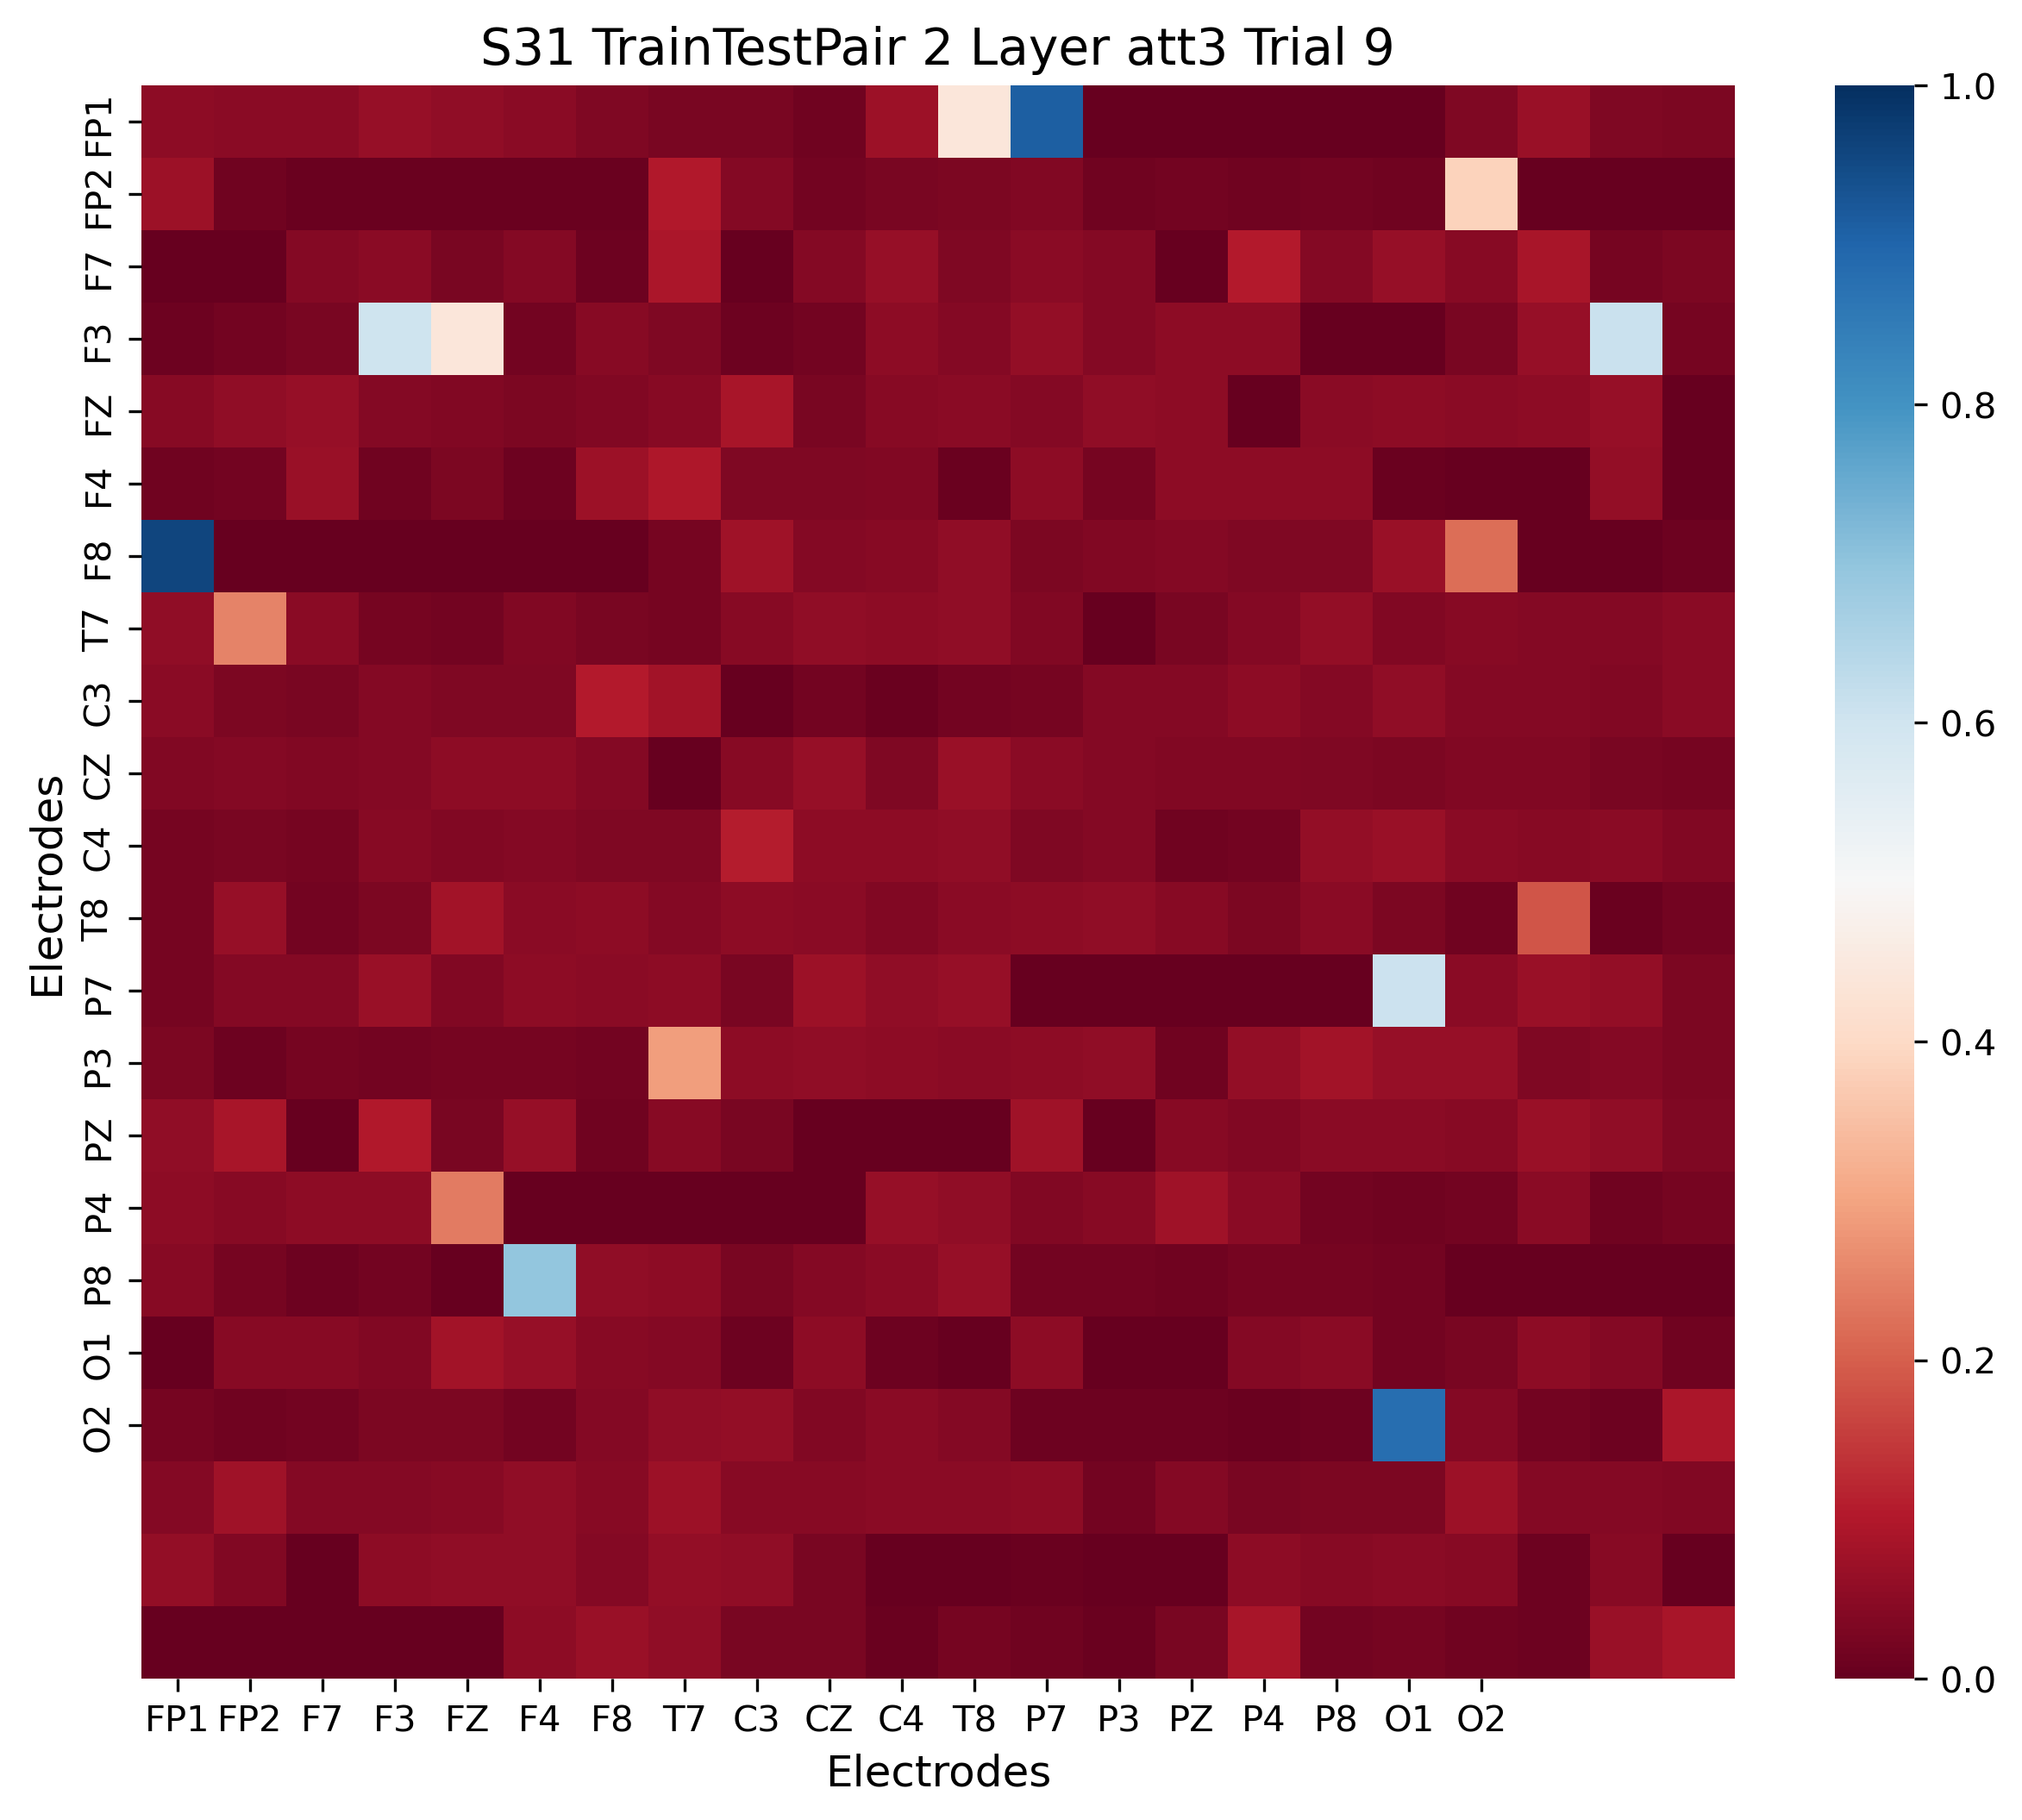 S31 TrainTestPair 2 Layer att3 Trial 9
Electrodes
FP1
FP2
F7
F3
FZ
F4
F8
T7
C3
CZ
C4
T8
P7
P3
PZ
P4
P8
O1
O2
FP1 FP2 F7 F3 FZ F4 F8 T7 C3 CZ C4 T8 P7 P3 PZ P4 P8 O1 O2
Electrodes
1.0
0.8
0.6
0.4
0.2
0.0